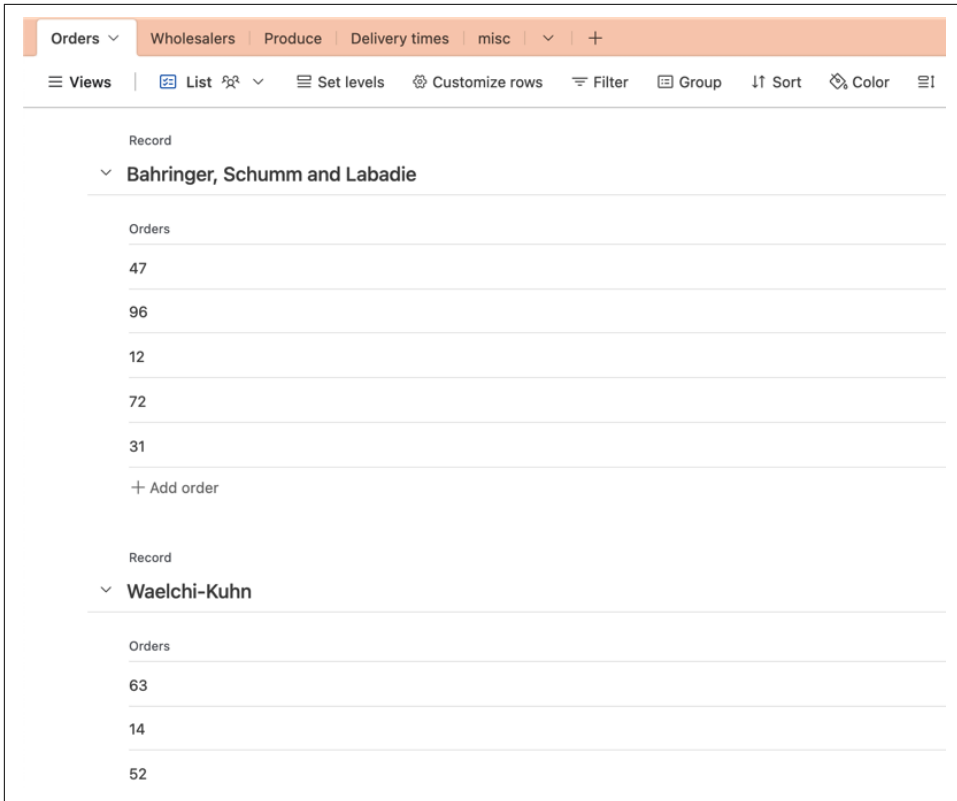 Orders Wholesalers Produce Delivery times misc
Views List Set levels Customize rows Filter Group Sort Color
Record
Bahringer, Schumm and Labadie
Orders
47
96
12
72
31
+ Add order
Record
Waelchi-Kuhn
Orders
63
14
52